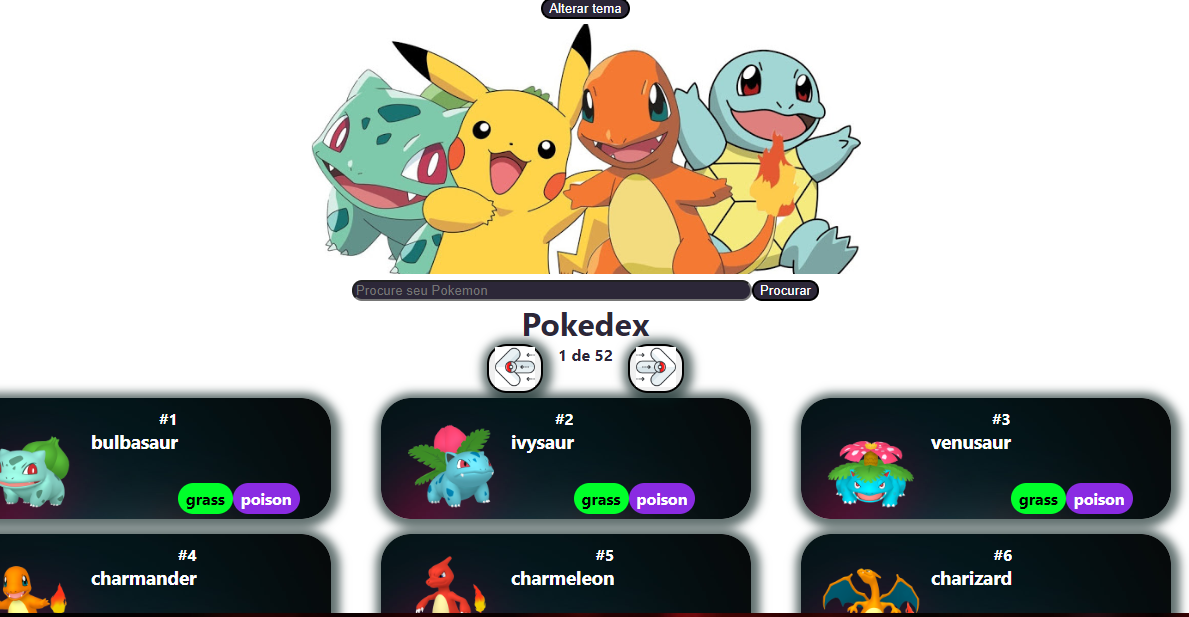 Alterar tema
Procure seu Pokemon
Procurar
Pokedex
1 de 52
#1
bulbasaur
grass poison
#2
ivysaur
grass poison
#3
venusaur
grass poison
#4
charmander
#5
charmeleon
#6
charizard